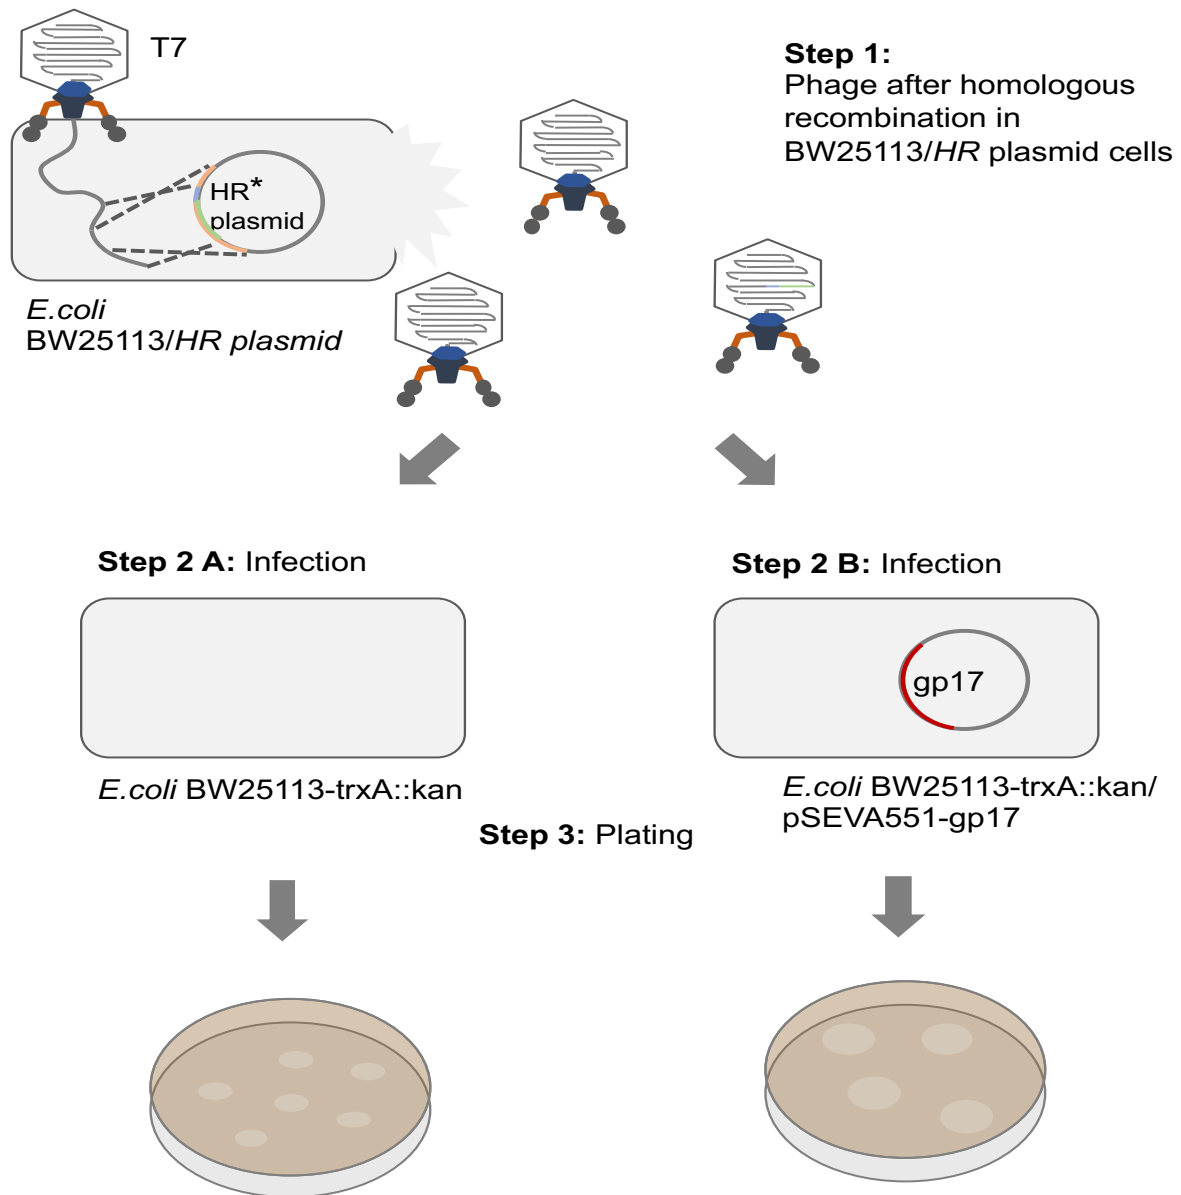 T7
Step 1:
Phage after homologous
recombination in
BW25113/HR plasmid cells
HR*
plasmid
E.coli
BW25113/HR plasmid
Step 2 A: Infection
Step 2 B: Infection
gp17
E.coli BW25113-trxA::kan
E.coli BW25113-trxA::kan/
pSEVA551-gp17
Step 3: Plating